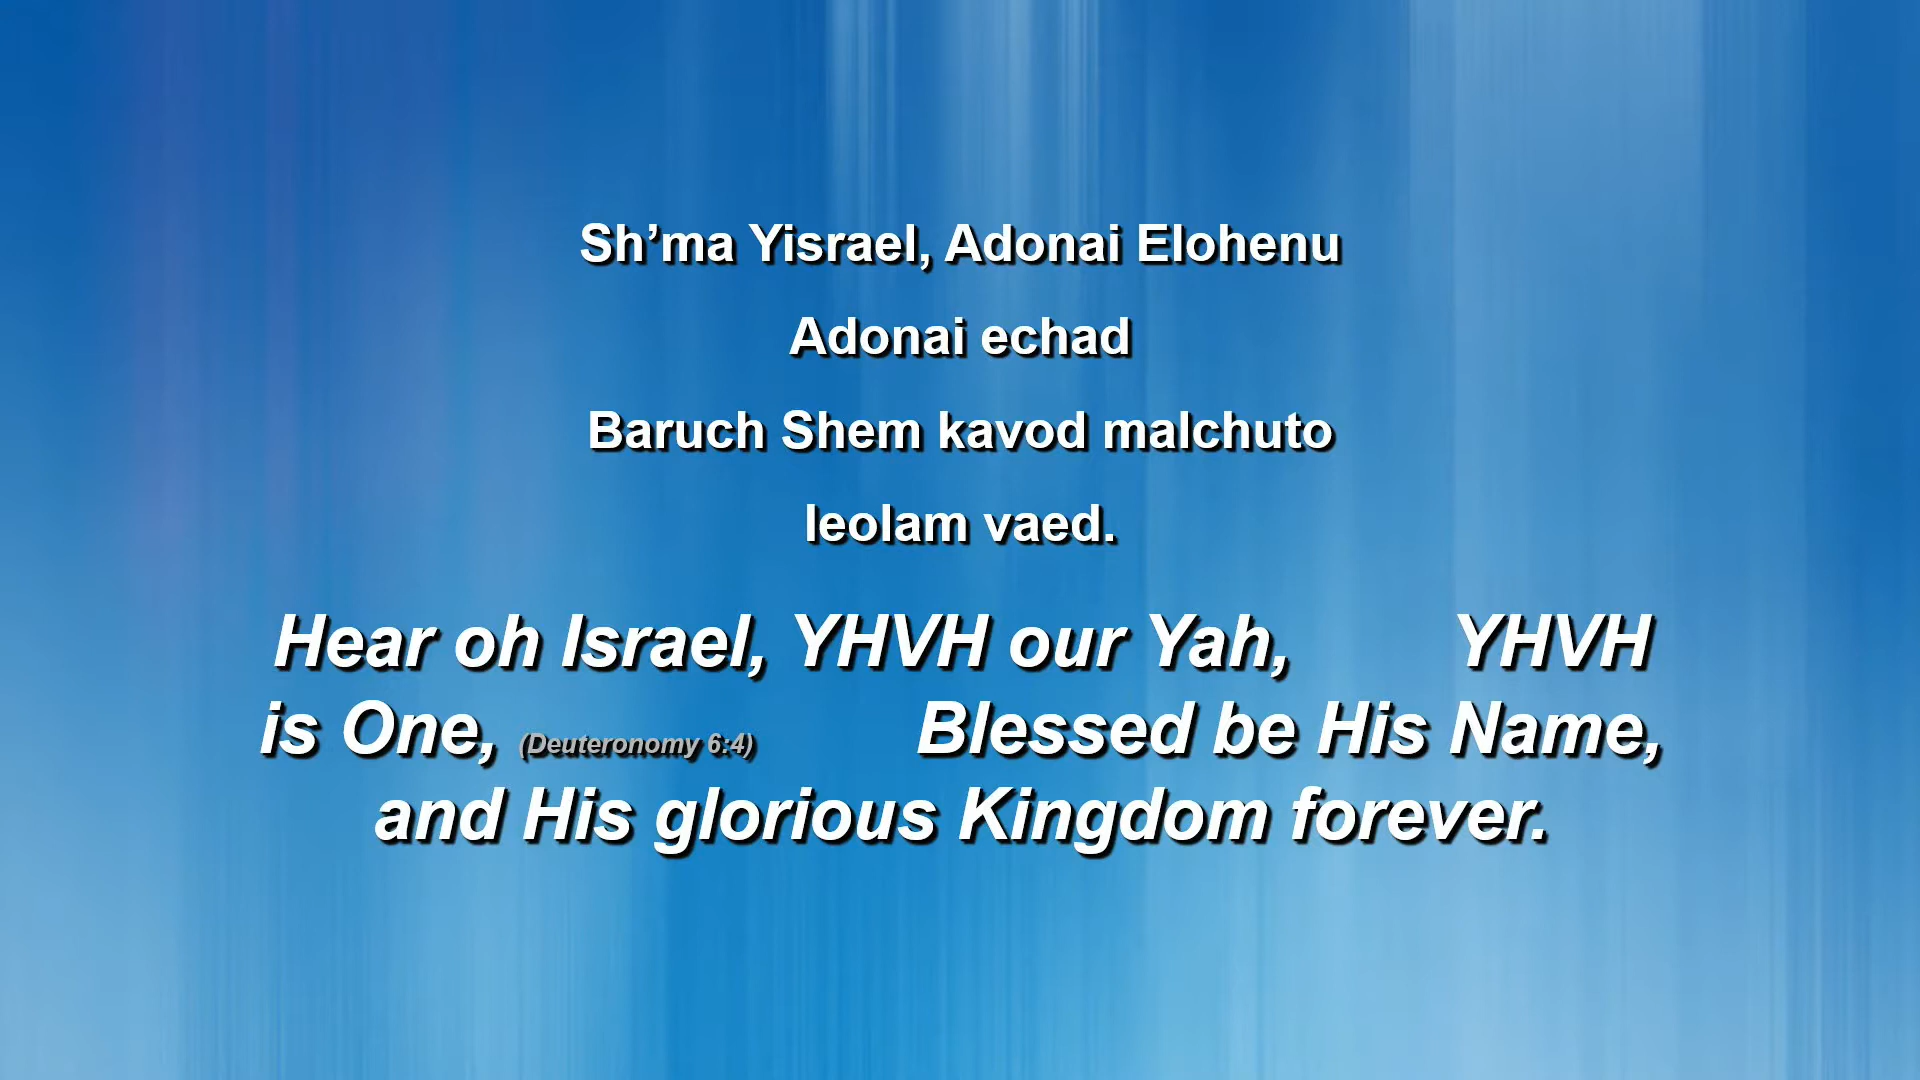 Sh’ma Yisrael, Adonai Elohenu
Adonai echad
Baruch Shem kavod malchuto
leolam vaed.
Hear oh Israel, YHVH our Yah, YHVH
is One, (Deuteronomy 6:4) Blessed be His Name,
and His glorious Kingdom forever.